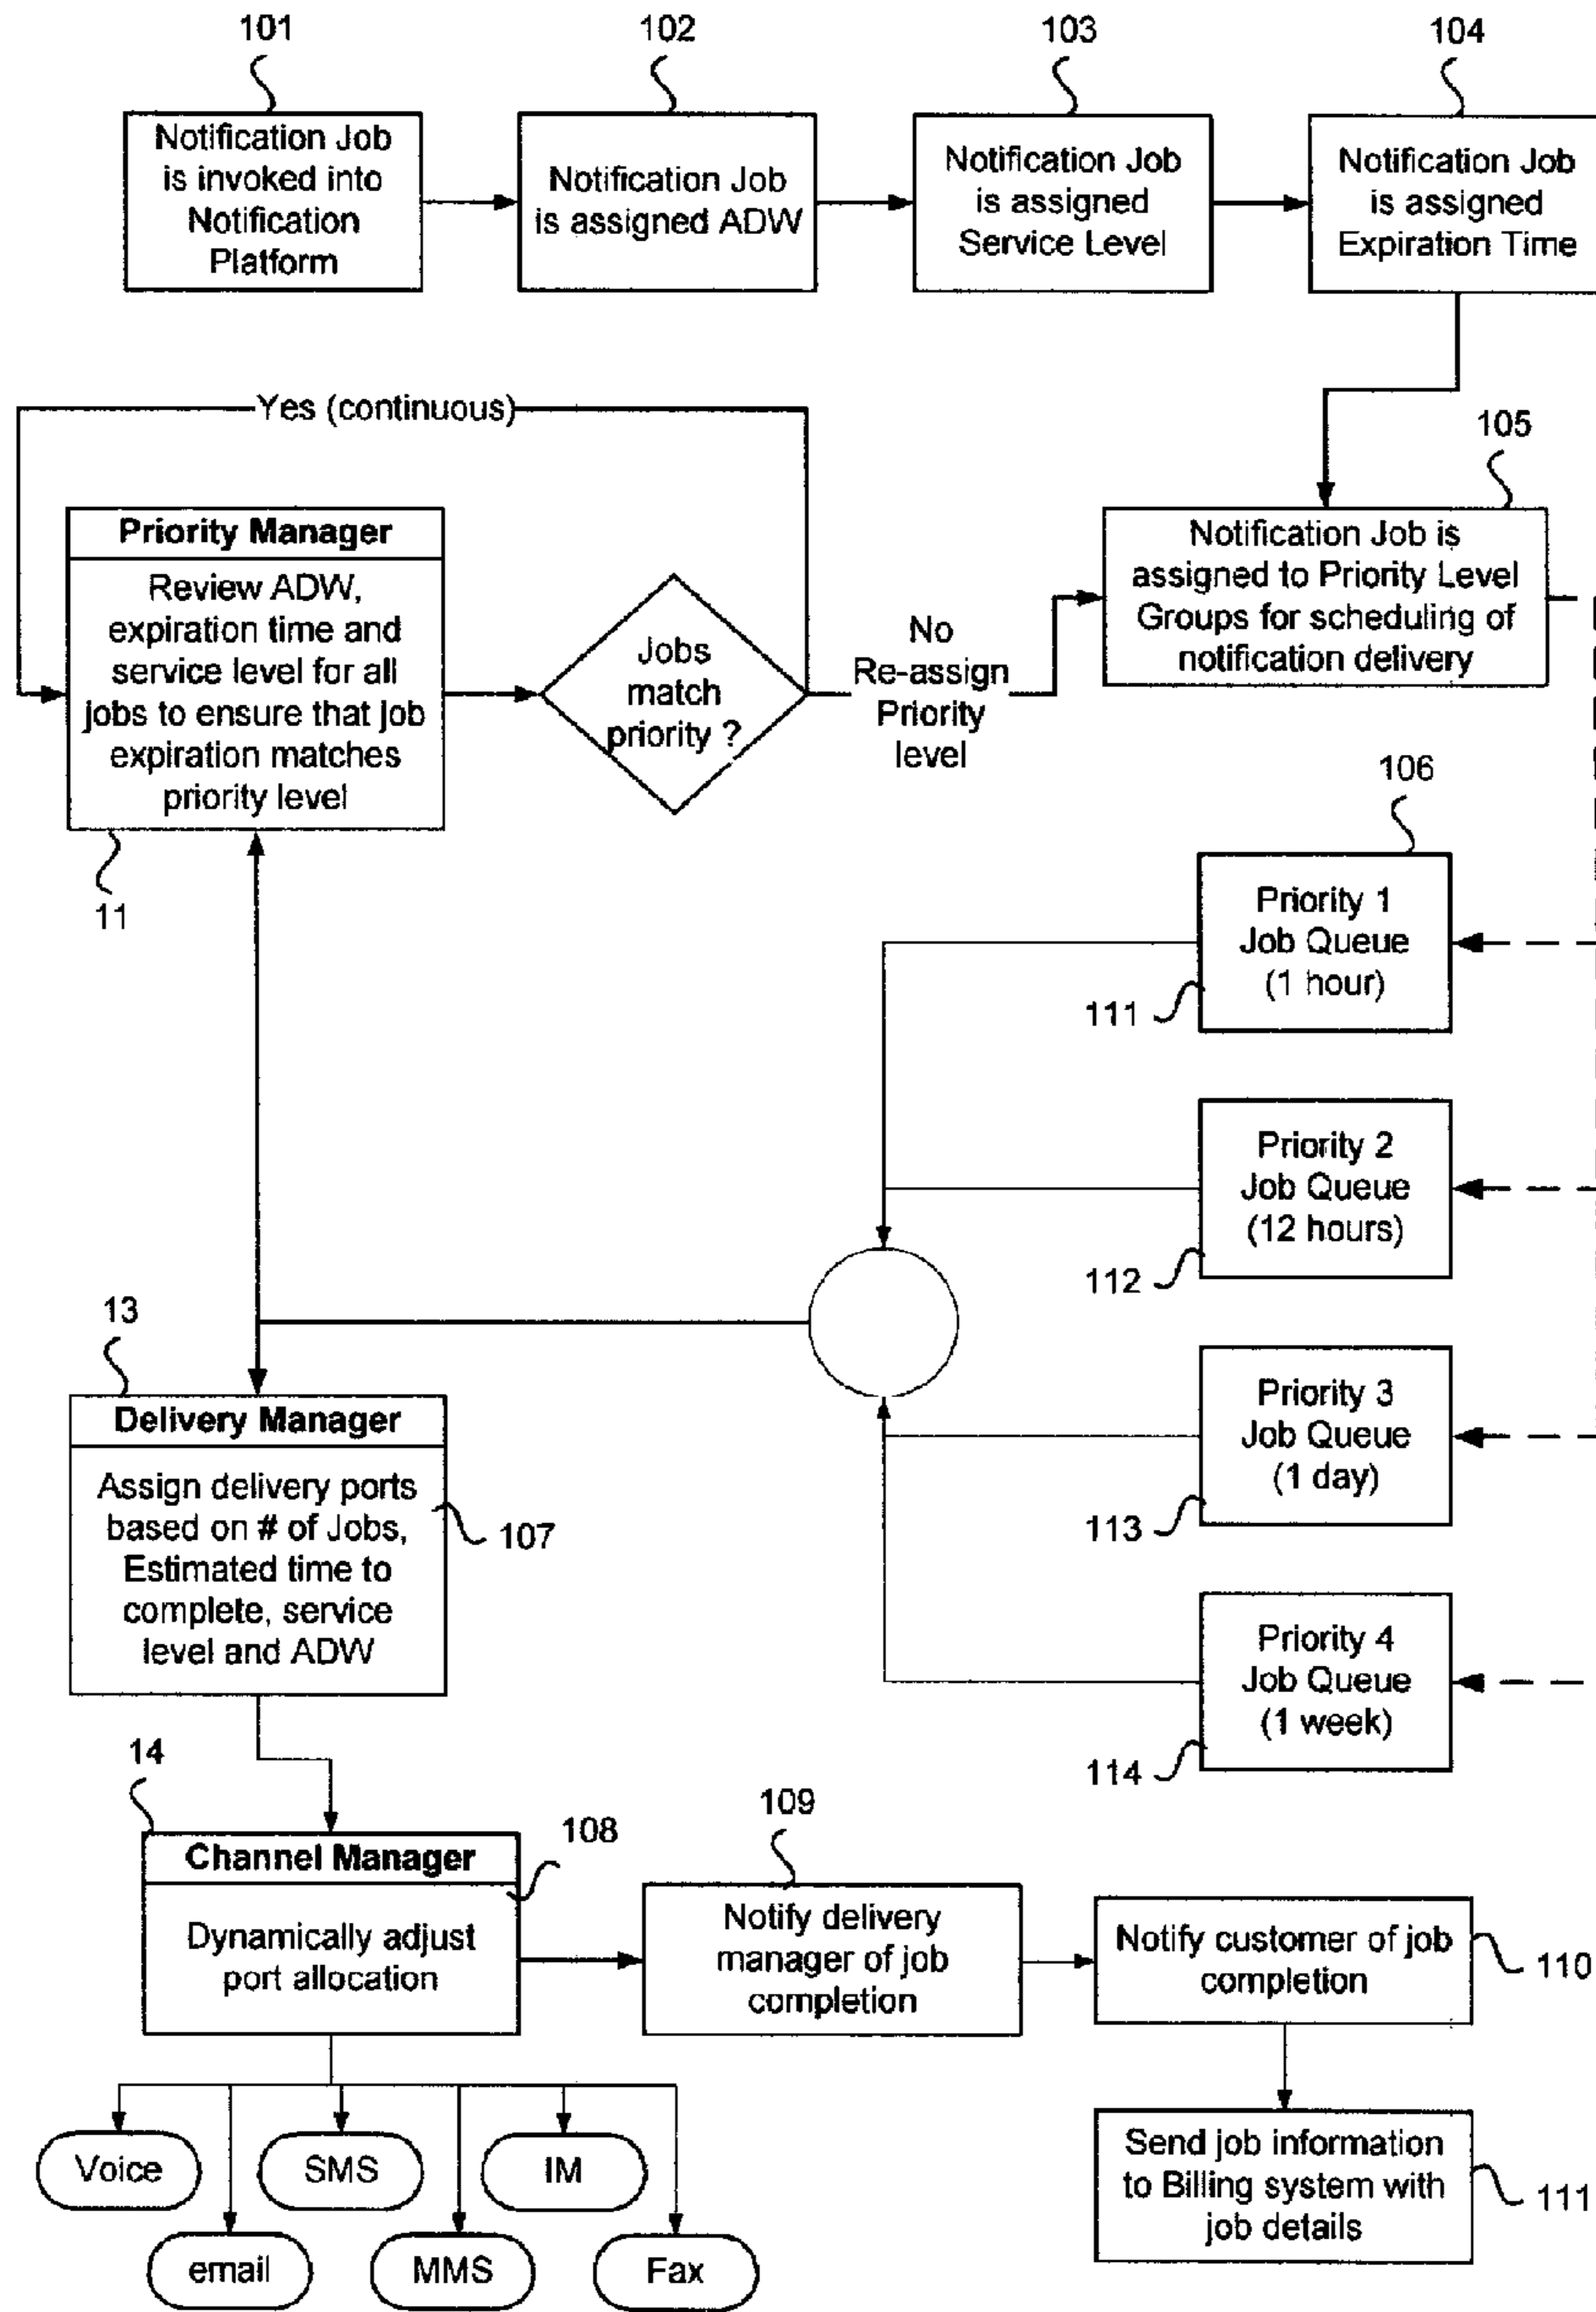 101
102
103
104
Notification Job
is invoked into
Notification
Platform
Notification Job
is assigned ADW
Notification Job
is assigned
Service Level
Notification Job
is assigned
Expiration Time
Yes (continuous)
105
Priority Manager
Review ADW,
expiration time and
service level for all
jobs to ensure that job
expiration matches
priority level
11
Jobs
match
priority ?
No
Re-assign
Priority
level
Notification Job is
assigned to Priority Level
Groups for scheduling of
notification delivery
106
Priority 1
Job Queue
(1 hour)
111
Priority 2
Job Queue
(12 hours)
112
Priority 3
Job Queue
(1 day)
113
Priority 4
Job Queue
(1 week)
114
13
Delivery Manager
Assign delivery ports
based on # of Jobs,
Estimated time to
complete, service
level and ADW
107
14
Channel Manager
108
Dynamically adjust
port allocation
109
Notify delivery
manager of job
completion
Notify customer of job
completion
110
Send job information
to Billing system with
job details
111
Voice
SMS
IM
email
MMS
Fax